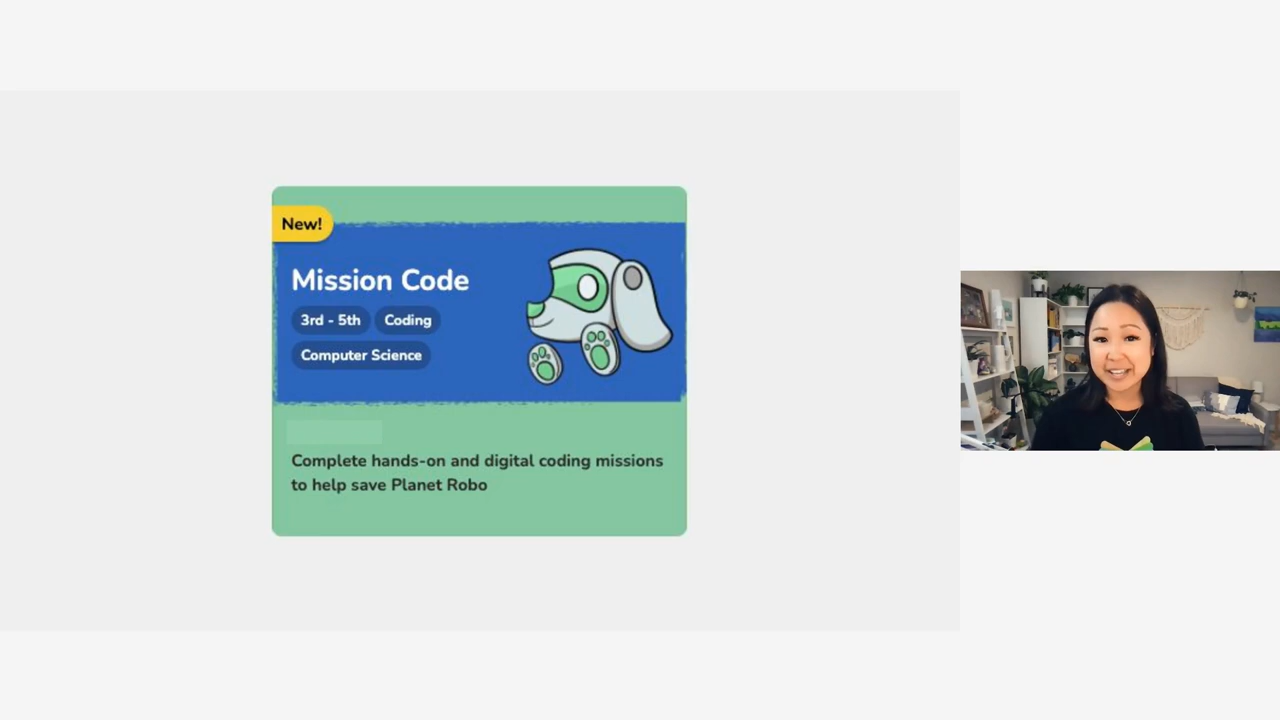 New!
Mission Code
3rd - 5th
Coding
Computer Science
Complete hands-on and digital coding missions
to help save Planet Robo